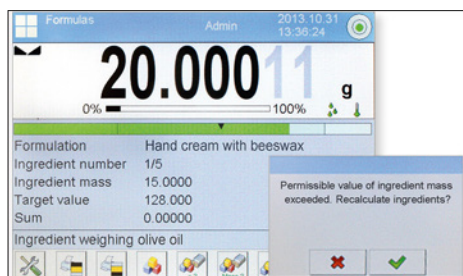 Formulas Admin 2013.10.31
13:36:24
20.00011 g
0% 100%
Formulation Hand cream with beeswax
Ingredient number 1/5
Ingredient mass 15.0000
Target value 128.000
Sum 0.00000
Ingredient weighing olive oil
Permissible value of ingredient mass
exceeded. Recalculate ingredients?